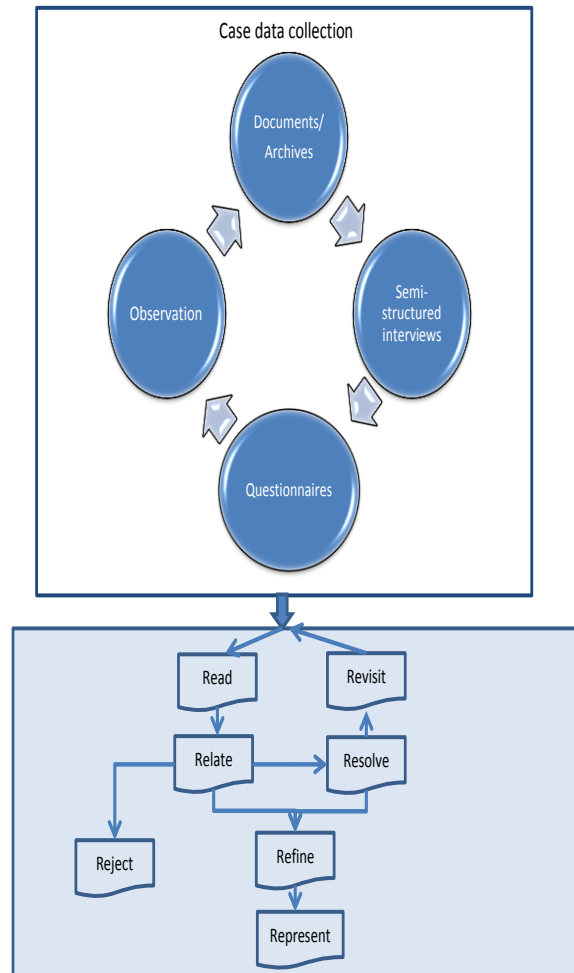 Case data collection
Documents/
Archives
Observation
Semi-
structured
interviews
Questionnaires
Read
Revisit
Relate
Resolve
Reject
Refine
Represent